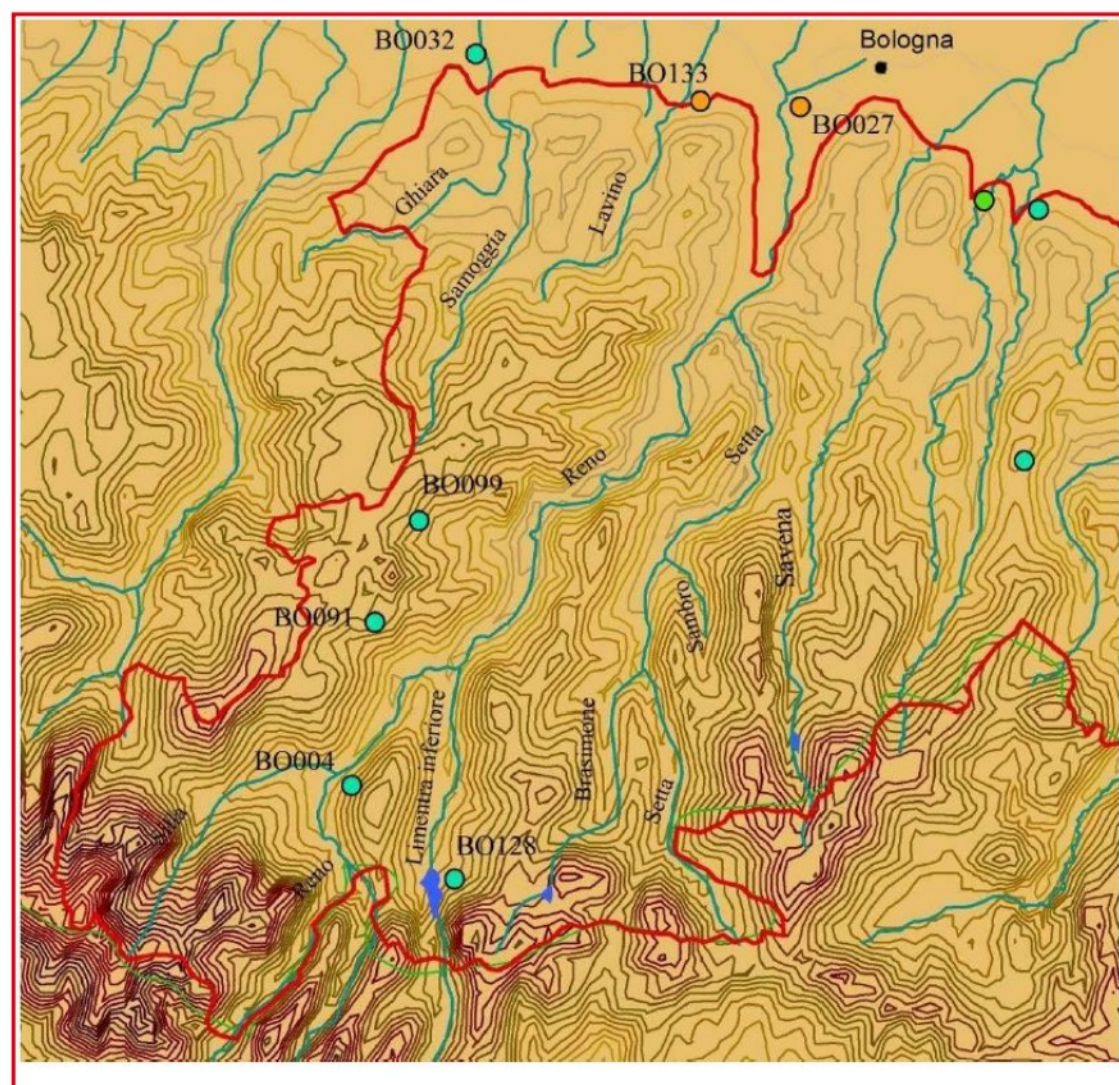 BO032
Bologna
BO133
BO027
Ghiara
Lavino
Samoggia
Setta
Reno
BO099
Savena
Sambro
BO091
Limentra inferiore
Brasimone
BO004
Setta
BO128
Reno